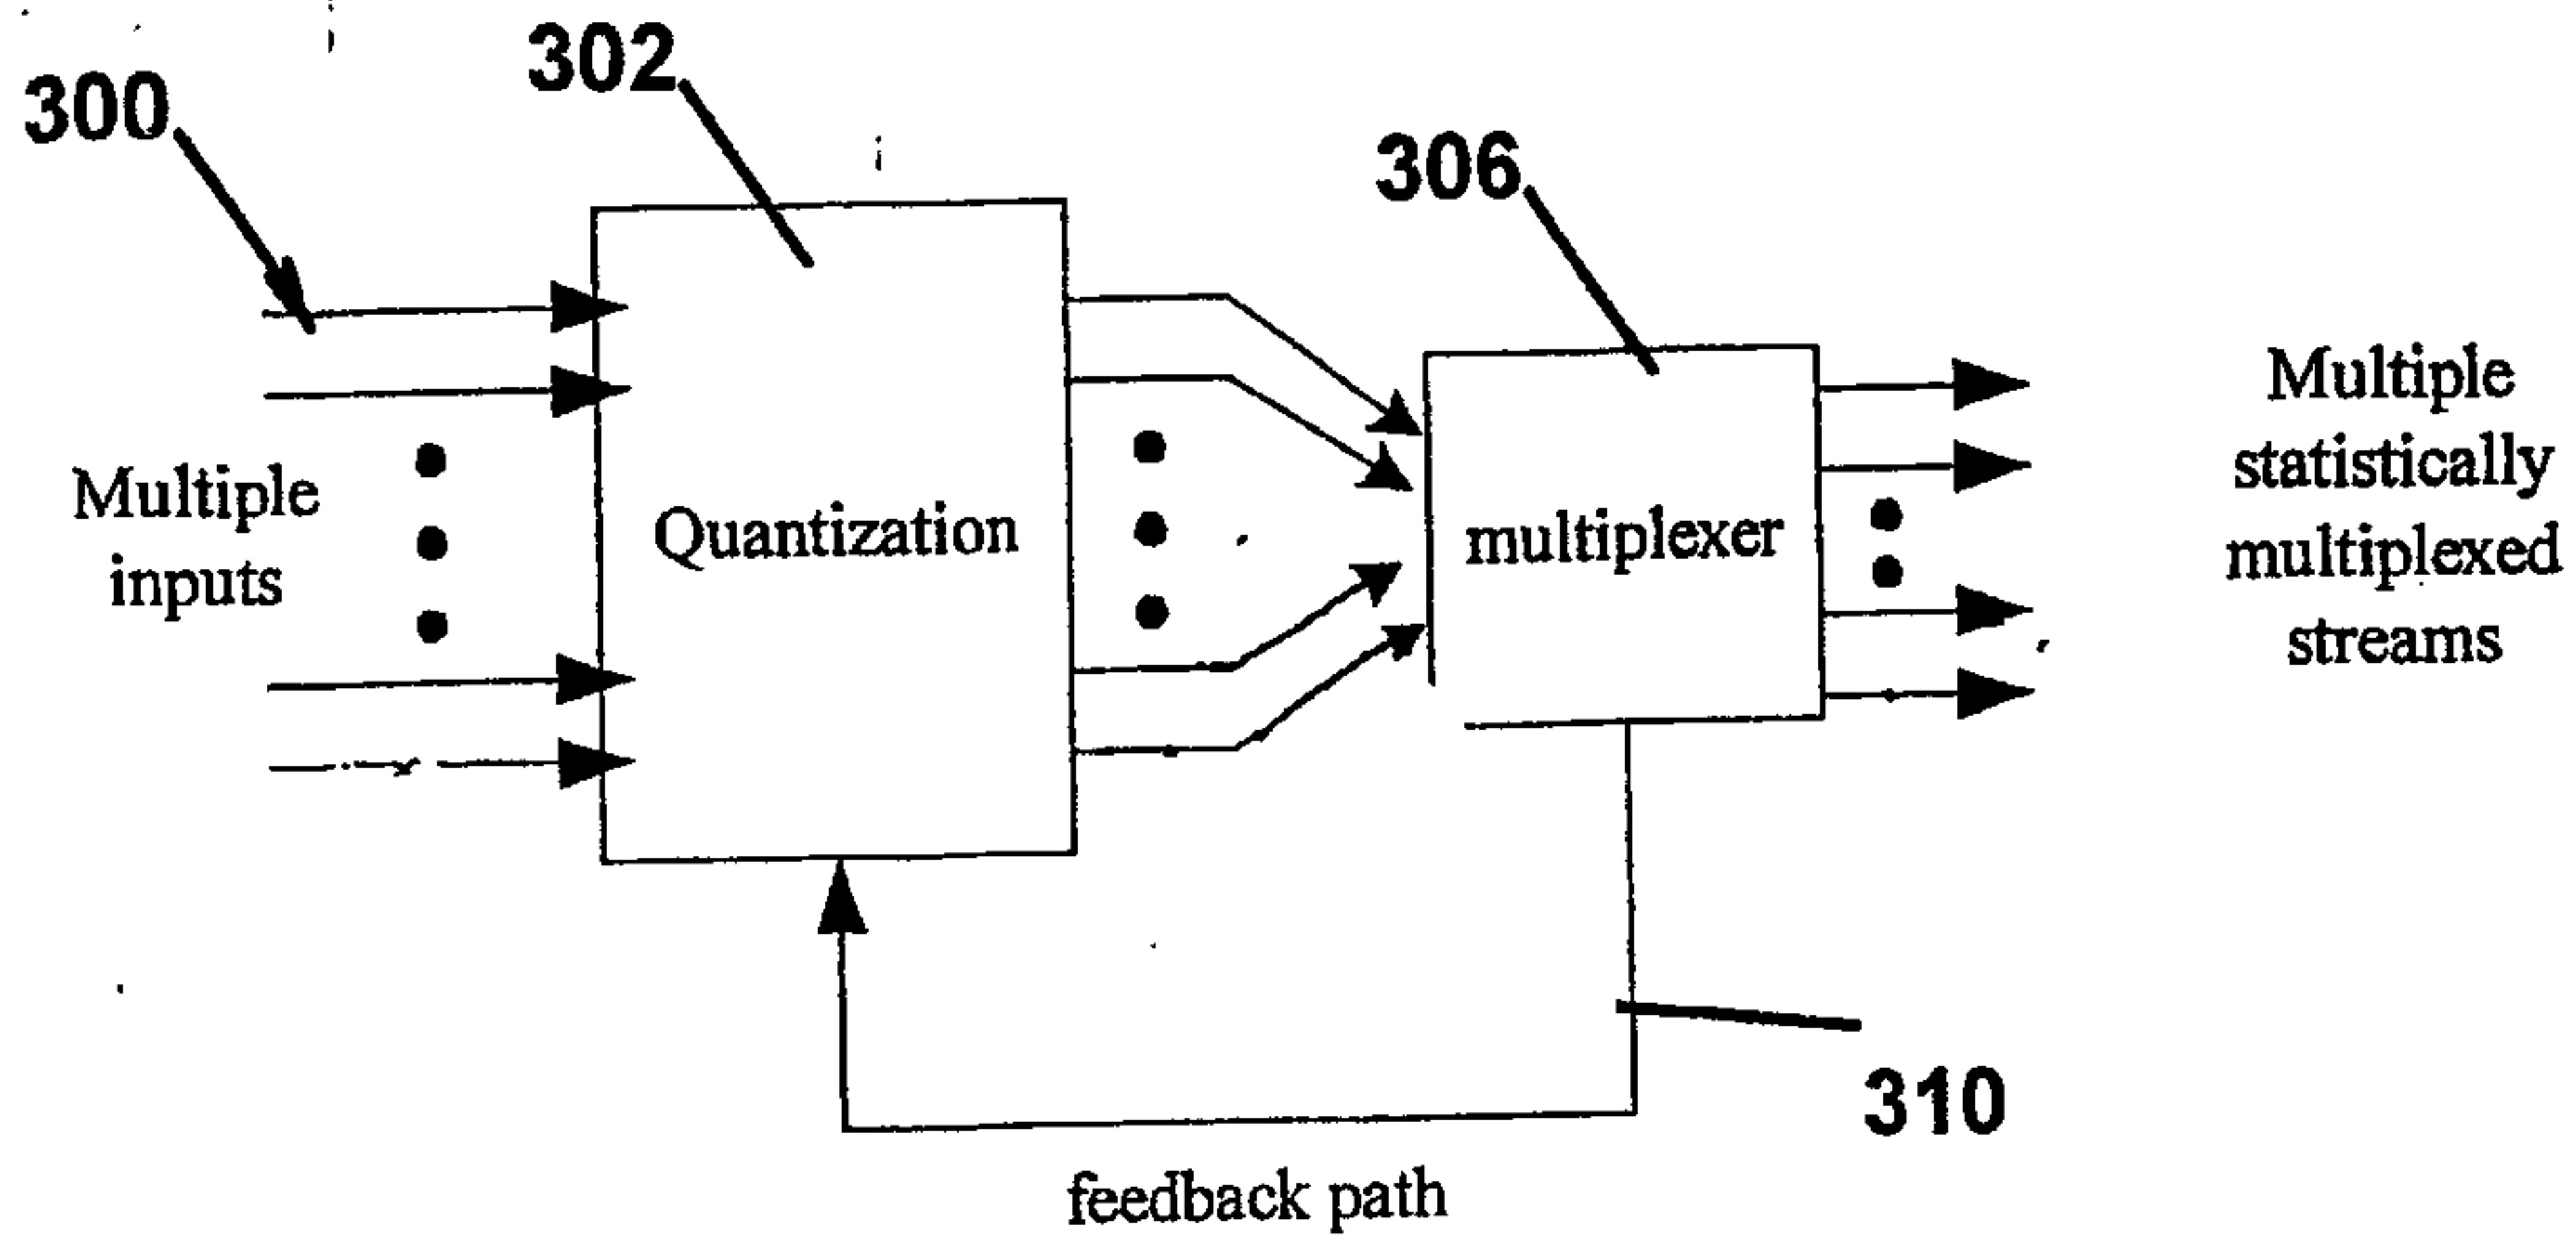 300
302
306
Multiple
inputs
Quantization
multiplexer
Multiple
statistically
multiplexed
streams
310
feedback path